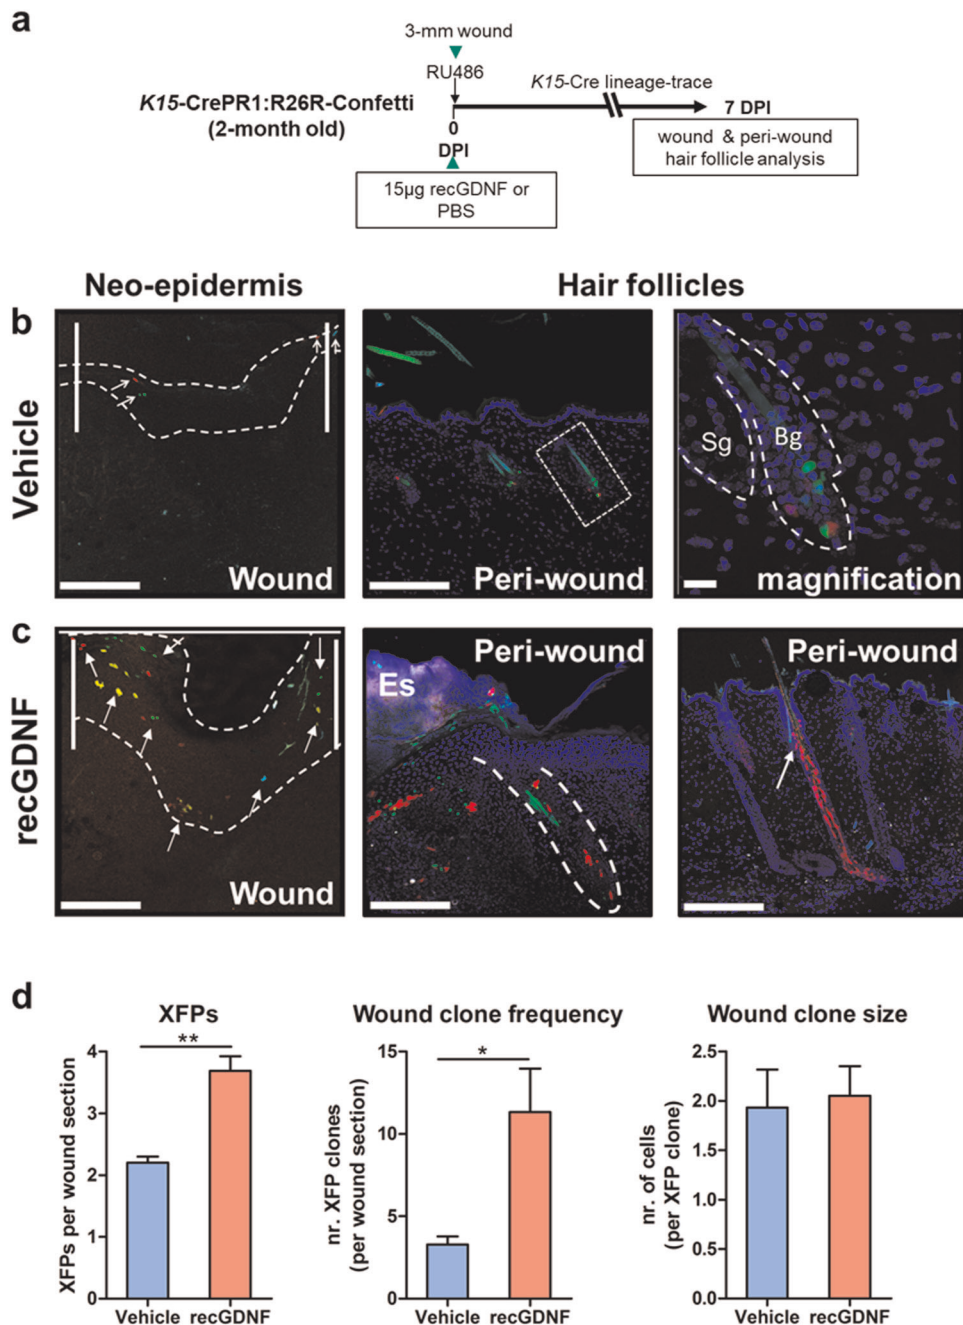 a
3-mm wound
RU486
K15-CrePR1:R26R-Confetti
(2-month old)
0
DPI
15µg recGDNF or
PBS
K15-Cre lineage-trace
7 DPI
wound & peri-wound
hair follicle analysis
Neo-epidermis
Hair follicles
b
Vehicle
Wound
Peri-wound
Sg
Bg
magnification
c
recGDNF
Wound
Peri-wound
Es
Peri-wound
d
XFPs
**
XFPs per wound section
4
3
2
1
0
Vehicle recGDNF
Wound clone frequency
*
nr. XFP clones
(per wound section)
15
10
5
0
Vehicle recGDNF
Wound clone size
nr. of cells
(per XFP clone)
2.5
2.0
1.5
1.0
0.5
0.0
Vehicle recGDNF